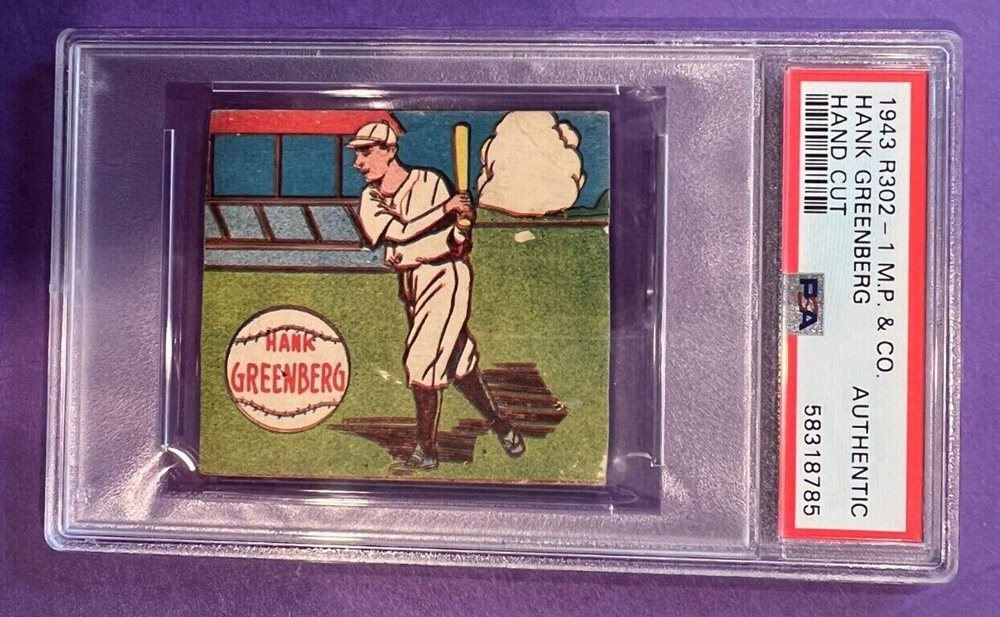 HANK
GREENBERG
1943 R302-1 M.P. & CO.
HANK GREENBERG AUTHENTIC
HAND CUT
58318785
PSA